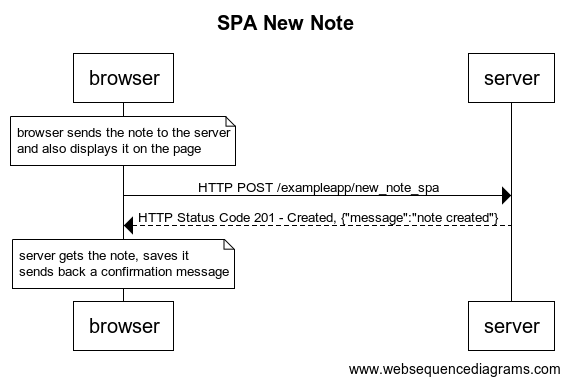 SPA New Note
browser
server
browser sends the note to the server
and also displays it on the page
HTTP POST /exampleapp/new_note_spa
HTTP Status Code 201 - Created, {"message":"note created"}
server gets the note, saves it
sends back a confirmation message
browser
server
www.websequencediagrams.com